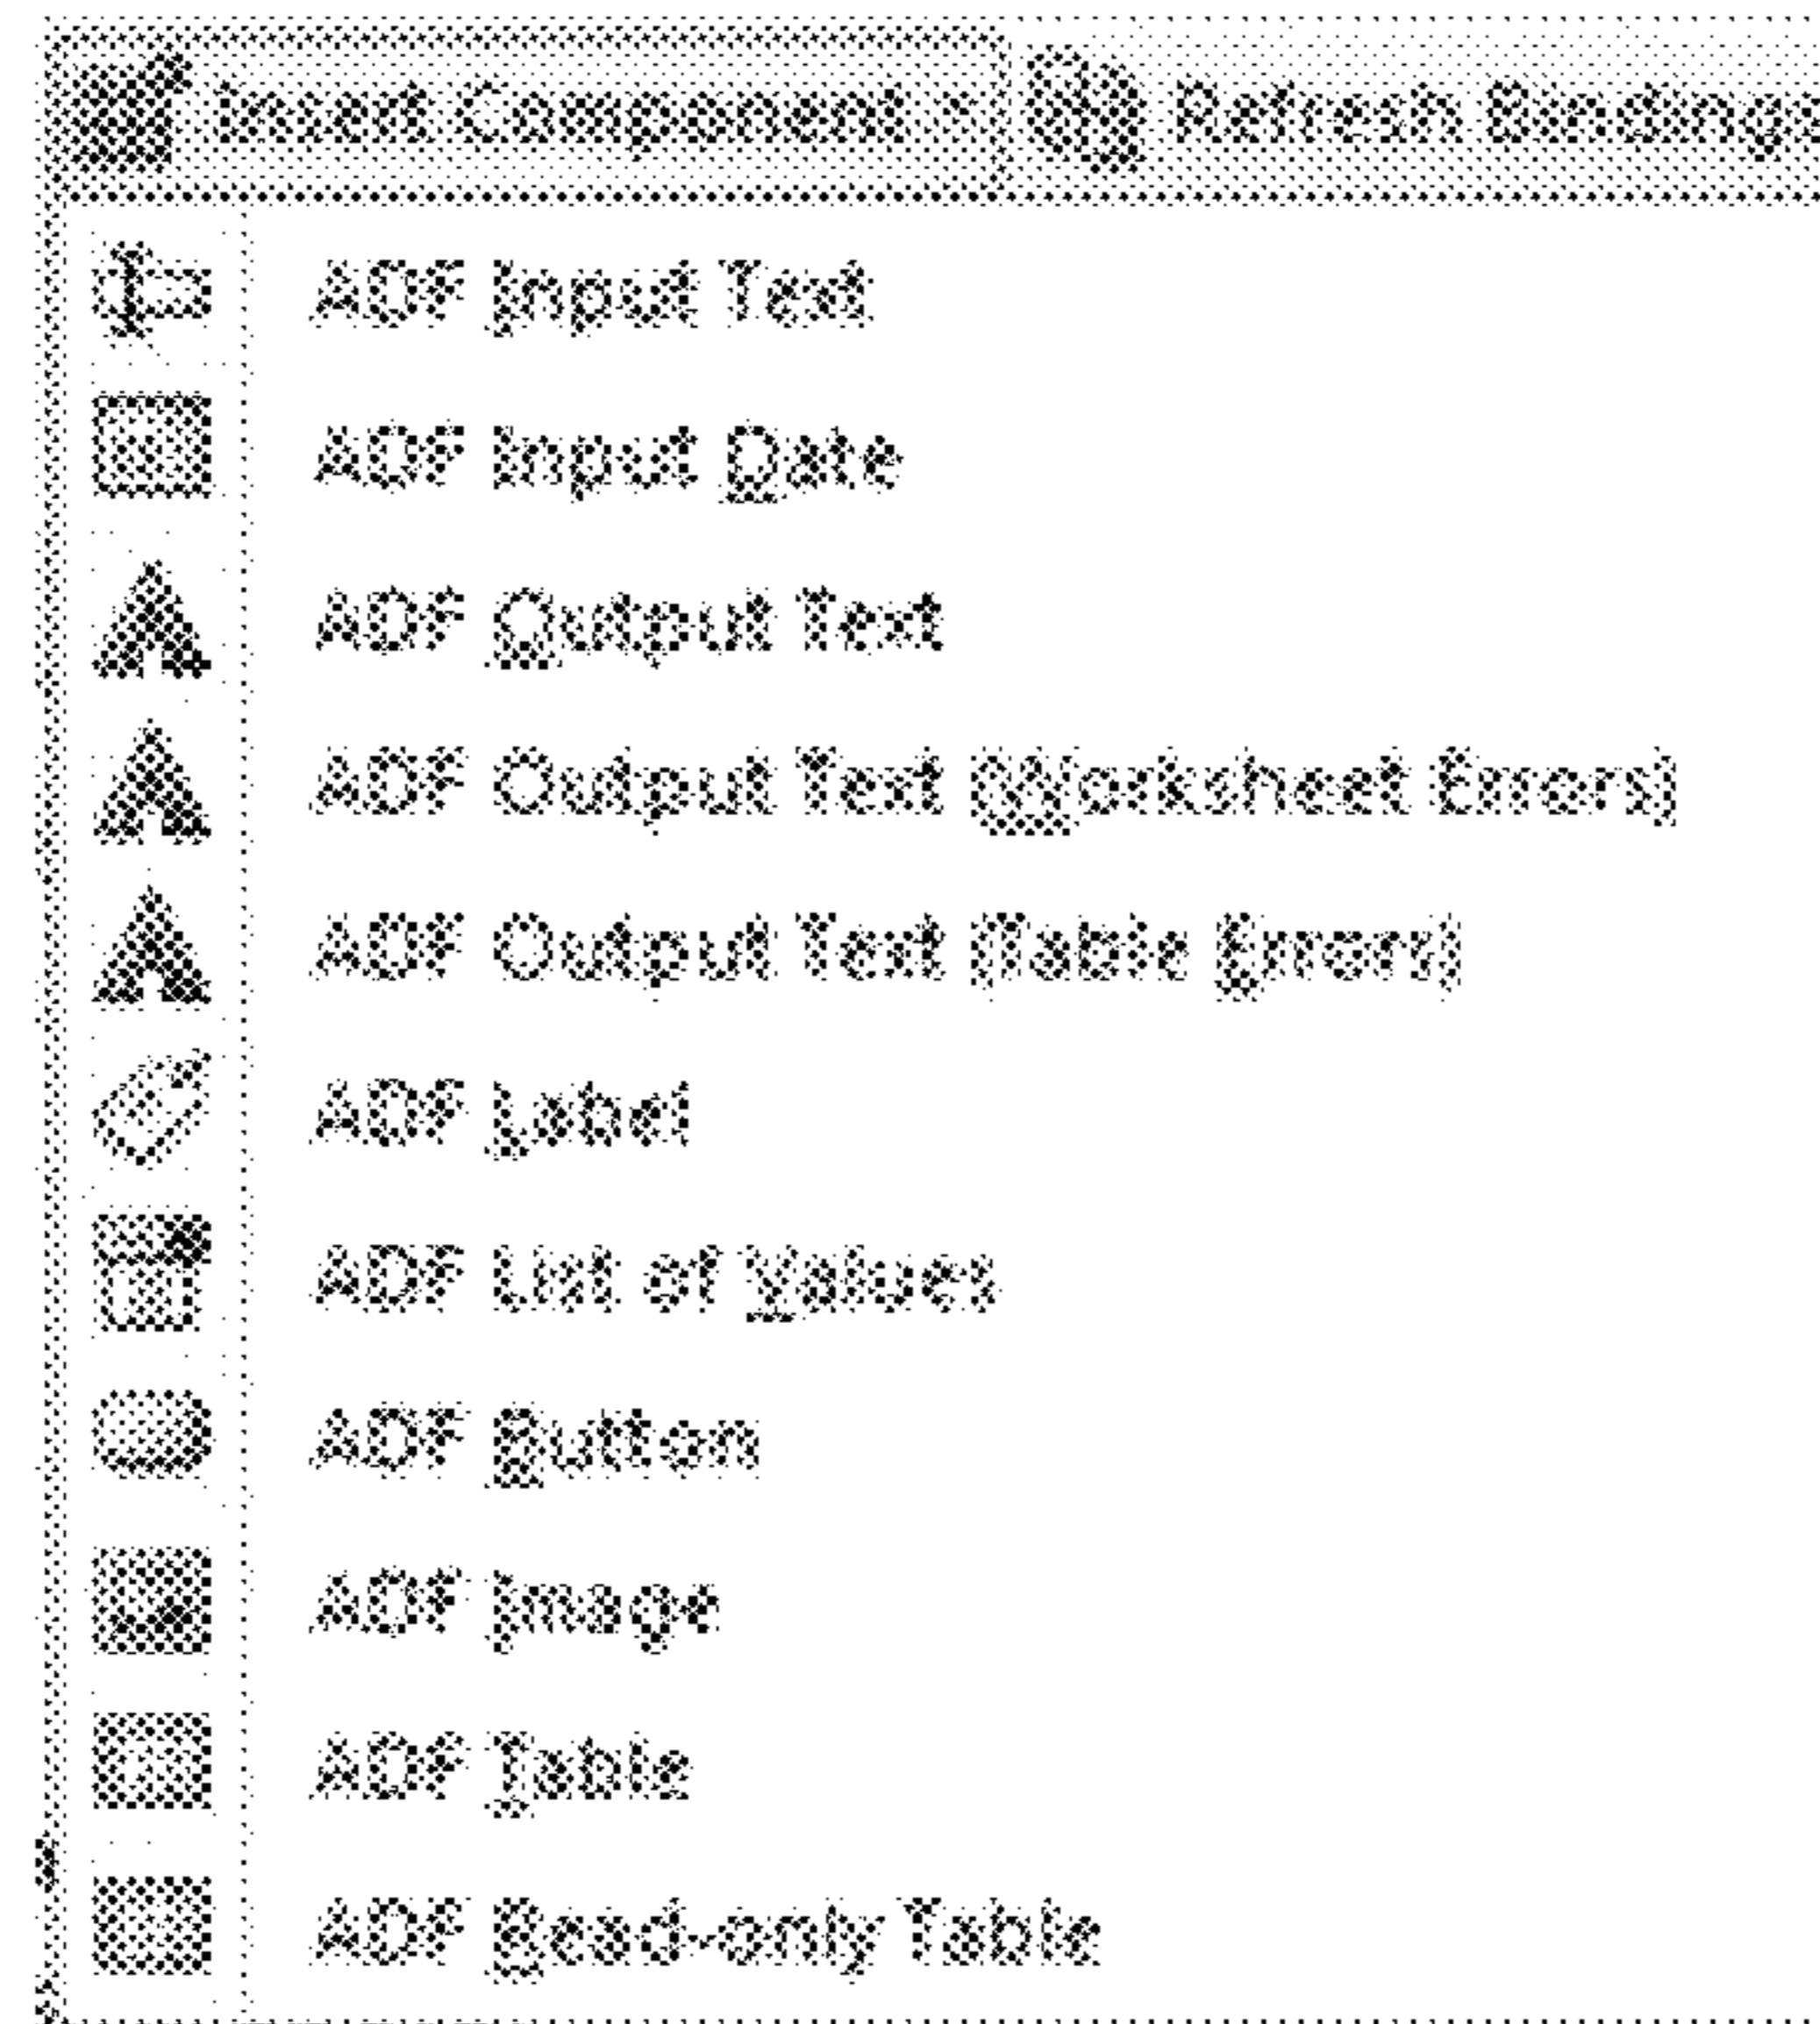 Insert Component Refresh Bindings
ADF Input Text
ADF Input Date
ADF Output Text
ADF Output Text (Worksheet Errors)
ADF Output Text (Table Errors)
ADF Label
ADF List of Values
ADF Button
ADF Image
ADF Table
ADF Read-only Table